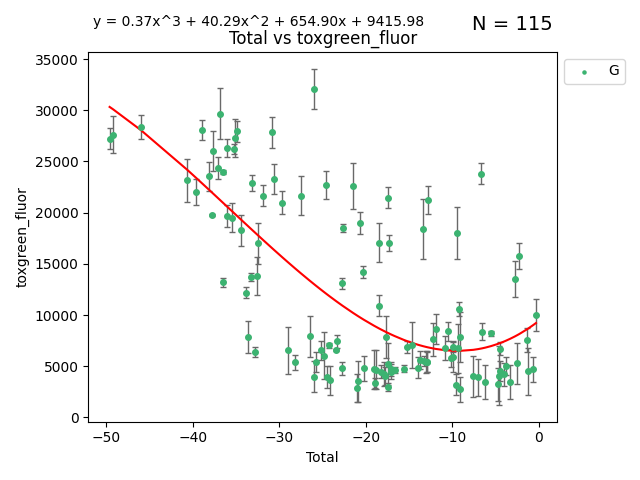 y = 0.37x^3 + 40.29x^2 + 654.90x + 9415.98
N = 115
Total vs toxgreen_fluor
G
35000
30000
25000
20000
15000
10000
5000
0
toxgreen_fluor
−50 −40 −30 −20 −10 0
Total